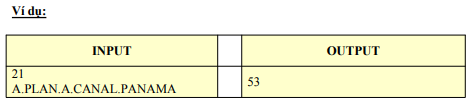 Ví dụ:
INPUT OUTPUT
21
A.PLAN.A.CANAL.PANAMA
53